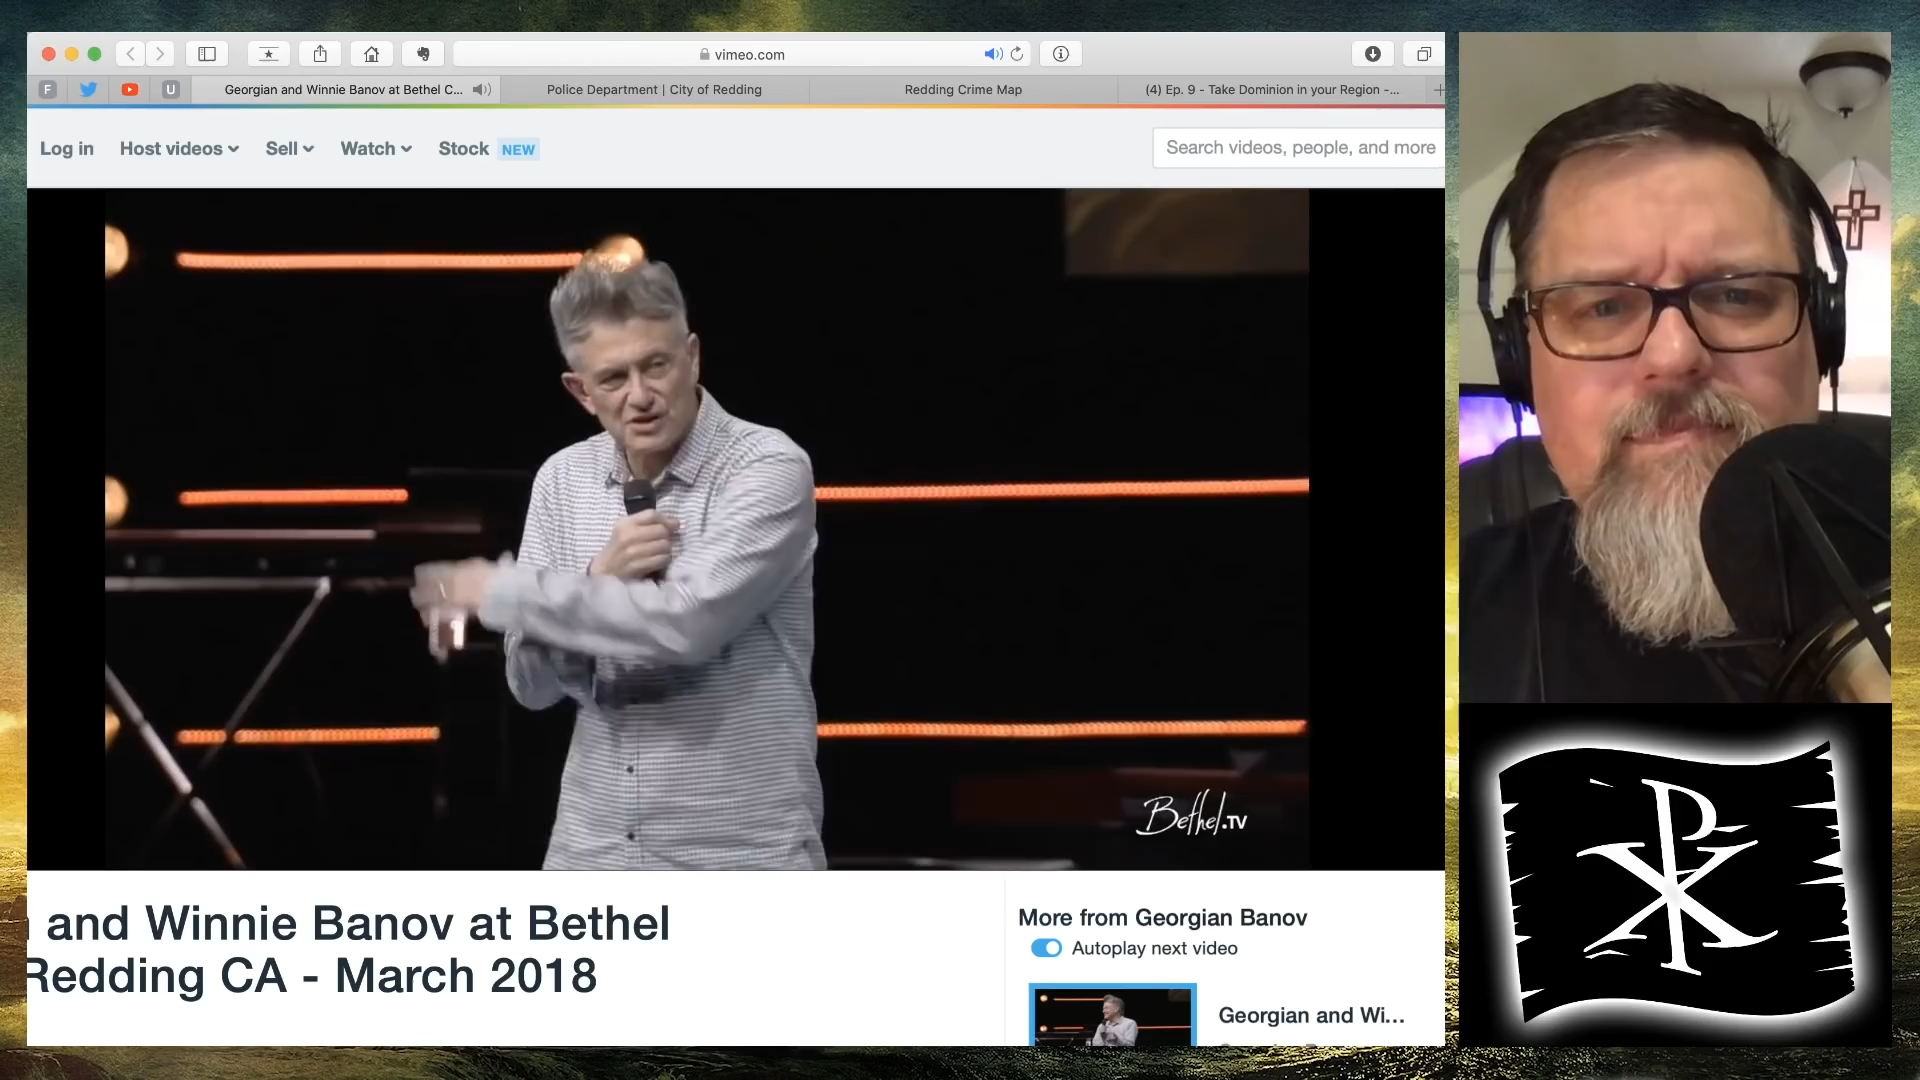 vimeo.com
F
U
Georgian and Winnie Banov at Bethel C...
Police Department | City of Redding
Redding Crime Map
(4) Ep. 9 - Take Dominion in your Region -...
Log in
Host videos
Sell
Watch
Stock NEW
Search videos, people, and more
Bethel.TV
and Winnie Banov at Bethel
Redding CA - March 2018
More from Georgian Banov
Autoplay next video
Georgian and Wi...